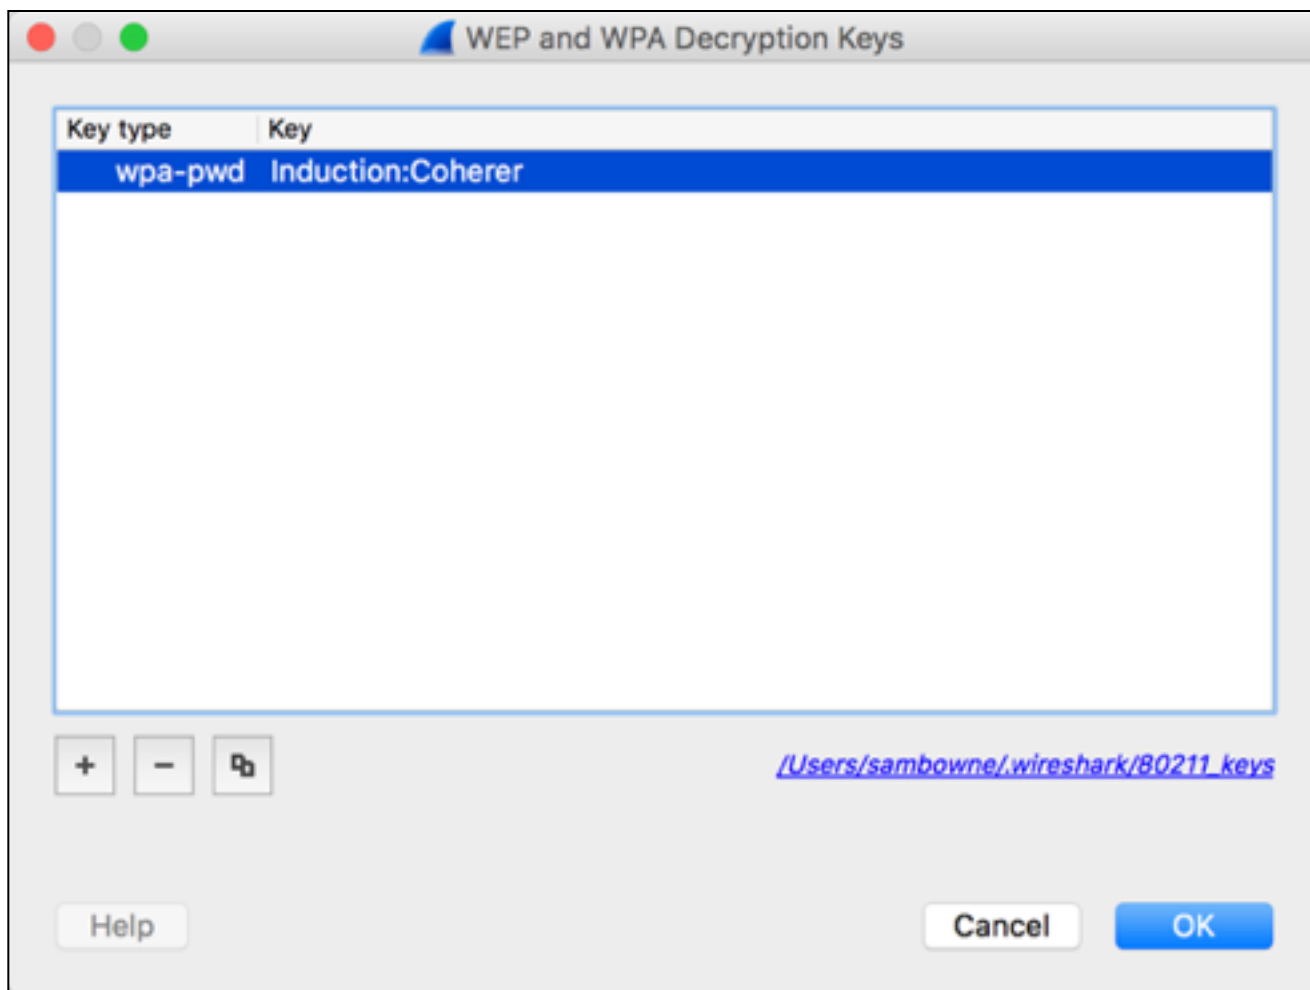 WEP and WPA Decryption Keys
Key type Key
wpa-pwd Induction:Coherer
+ −
/Users/sambowne/.wireshark/80211_keys
Help Cancel OK